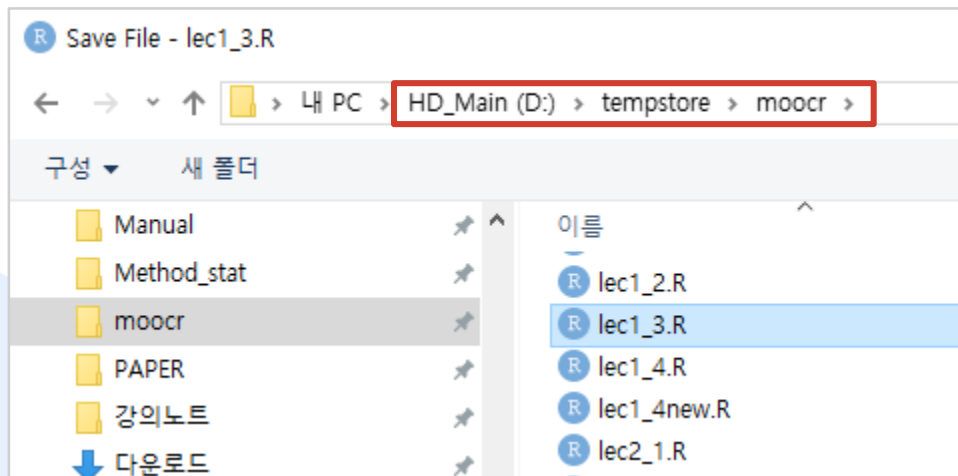 R Save File - lec1_3.R
내 PC > HD_Main (D:) > tempstore > moocr >
구성 새 폴더
Manual
Method_stat
moocr
PAPER
강의노트
다운로드
이름
R lec1_2.R
R lec1_3.R
R lec1_4.R
R lec1_4new.R
R lec2_1.R